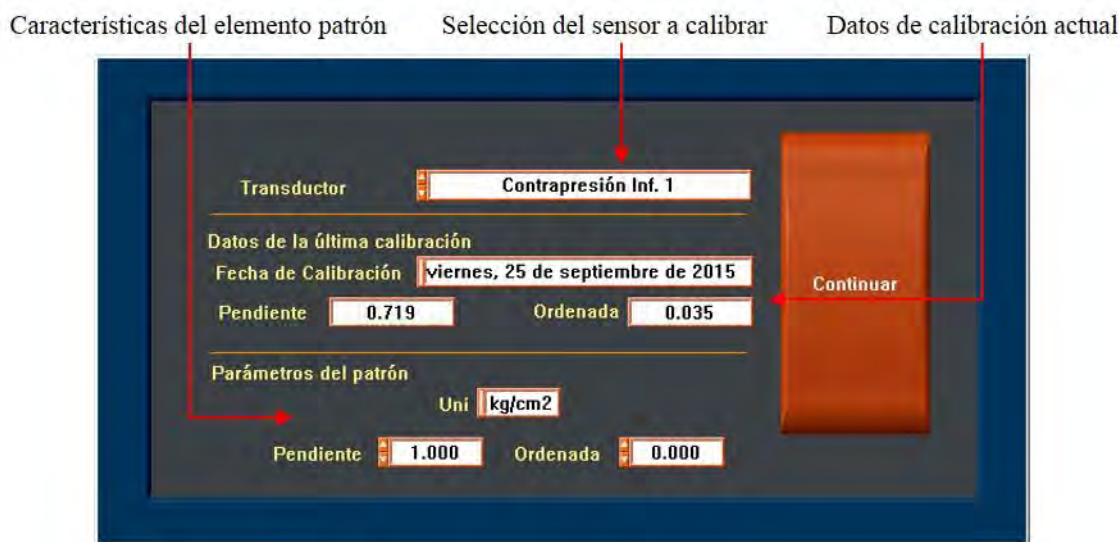 Características del elemento patrón
Selección del sensor a calibrar
Datos de calibración actual
Transductor
Contrapresión Inf. 1
Datos de la última calibración
Fecha de Calibración
viernes, 25 de septiembre de 2015
Pendiente
0.719
Ordenada
0.035
Continuar
Parámetros del patrón
Uni
kg/cm2
Pendiente
1.000
Ordenada
0.000